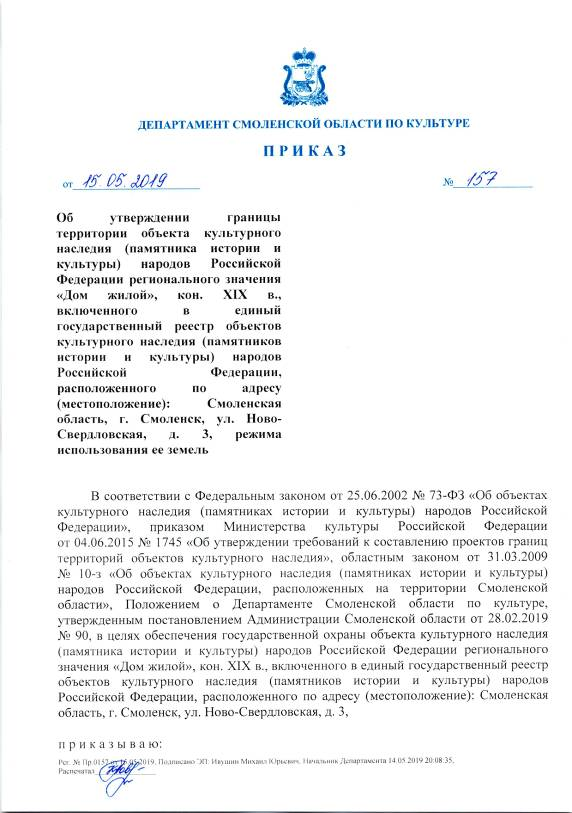 ДЕПАРТАМЕНТ СМОЛЕНСКОЙ ОБЛАСТИ ПО КУЛЬТУРЕ
П Р И К А З
от 15.05.2019 № 157
Об утверждении границы
территории объекта культурного
наследия (памятника истории и
культуры) народов Российской
Федерации регионального значения
«Дом жилой», кон. XIX в.,
включенного в единый
государственный реестр объектов
культурного наследия (памятников
истории и культуры) народов
Российской Федерации,
расположенного по адресу
(местоположение): Смоленская
область, г. Смоленск, ул. Ново-
Свердловская, д. 3, режима
использования ее земель
В соответствии с Федеральным законом от 25.06.2002 № 73-ФЗ «Об объектах
культурного наследия (памятниках истории и культуры) народов Российской
Федерации», приказом Министерства культуры Российской Федерации
от 04.06.2015 № 1745 «Об утверждении требований к составлению проектов границ
территорий объектов культурного наследия», областным законом от 31.03.2009
№ 10-з «Об объектах культурного наследия (памятниках истории и культуры)
народов Российской Федерации, расположенных на территории Смоленской
области», Положением о Департаменте Смоленской области по культуре,
утвержденным постановлением Администрации Смоленской области от 28.02.2019
№ 90, в целях обеспечения государственной охраны объекта культурного наследия
(памятника истории и культуры) народов Российской Федерации регионального
значения «Дом жилой», кон. XIX в., включенного в единый государственный реестр
объектов культурного наследия (памятников истории и культуры) народов
Российской Федерации, расположенного по адресу (местоположение): Смоленская
область, г. Смоленск, ул. Ново-Свердловская, д. 3,
п р и к а з ы в а ю:
Рег. № Пр.0157 от 15.05.2019. Подписано ЭП: Ивушин Михаил Юрьевич, Начальник Департамента 14.05.2019 20:08:35.
Распечатал